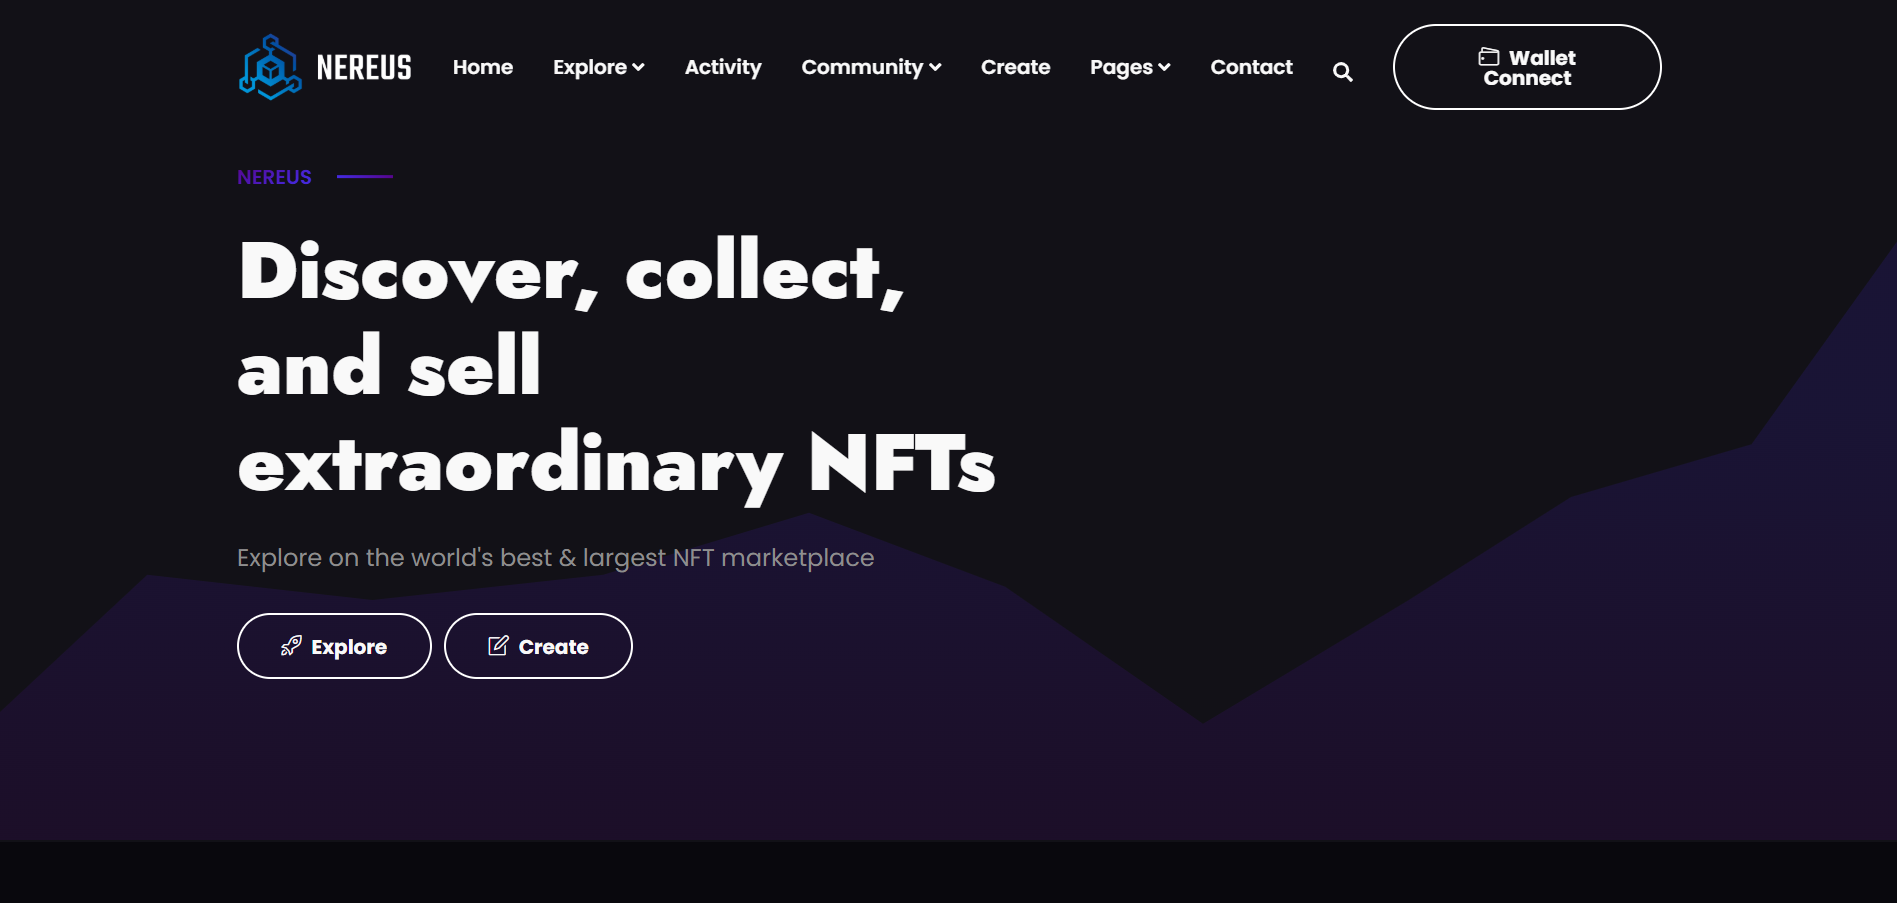 NEREUS Home Explore Activity Community Create Pages Contact Wallet
Connect
NEREUS
Discover, collect,
and sell
extraordinary NFTs
Explore on the world's best & largest NFT marketplace
Explore Create